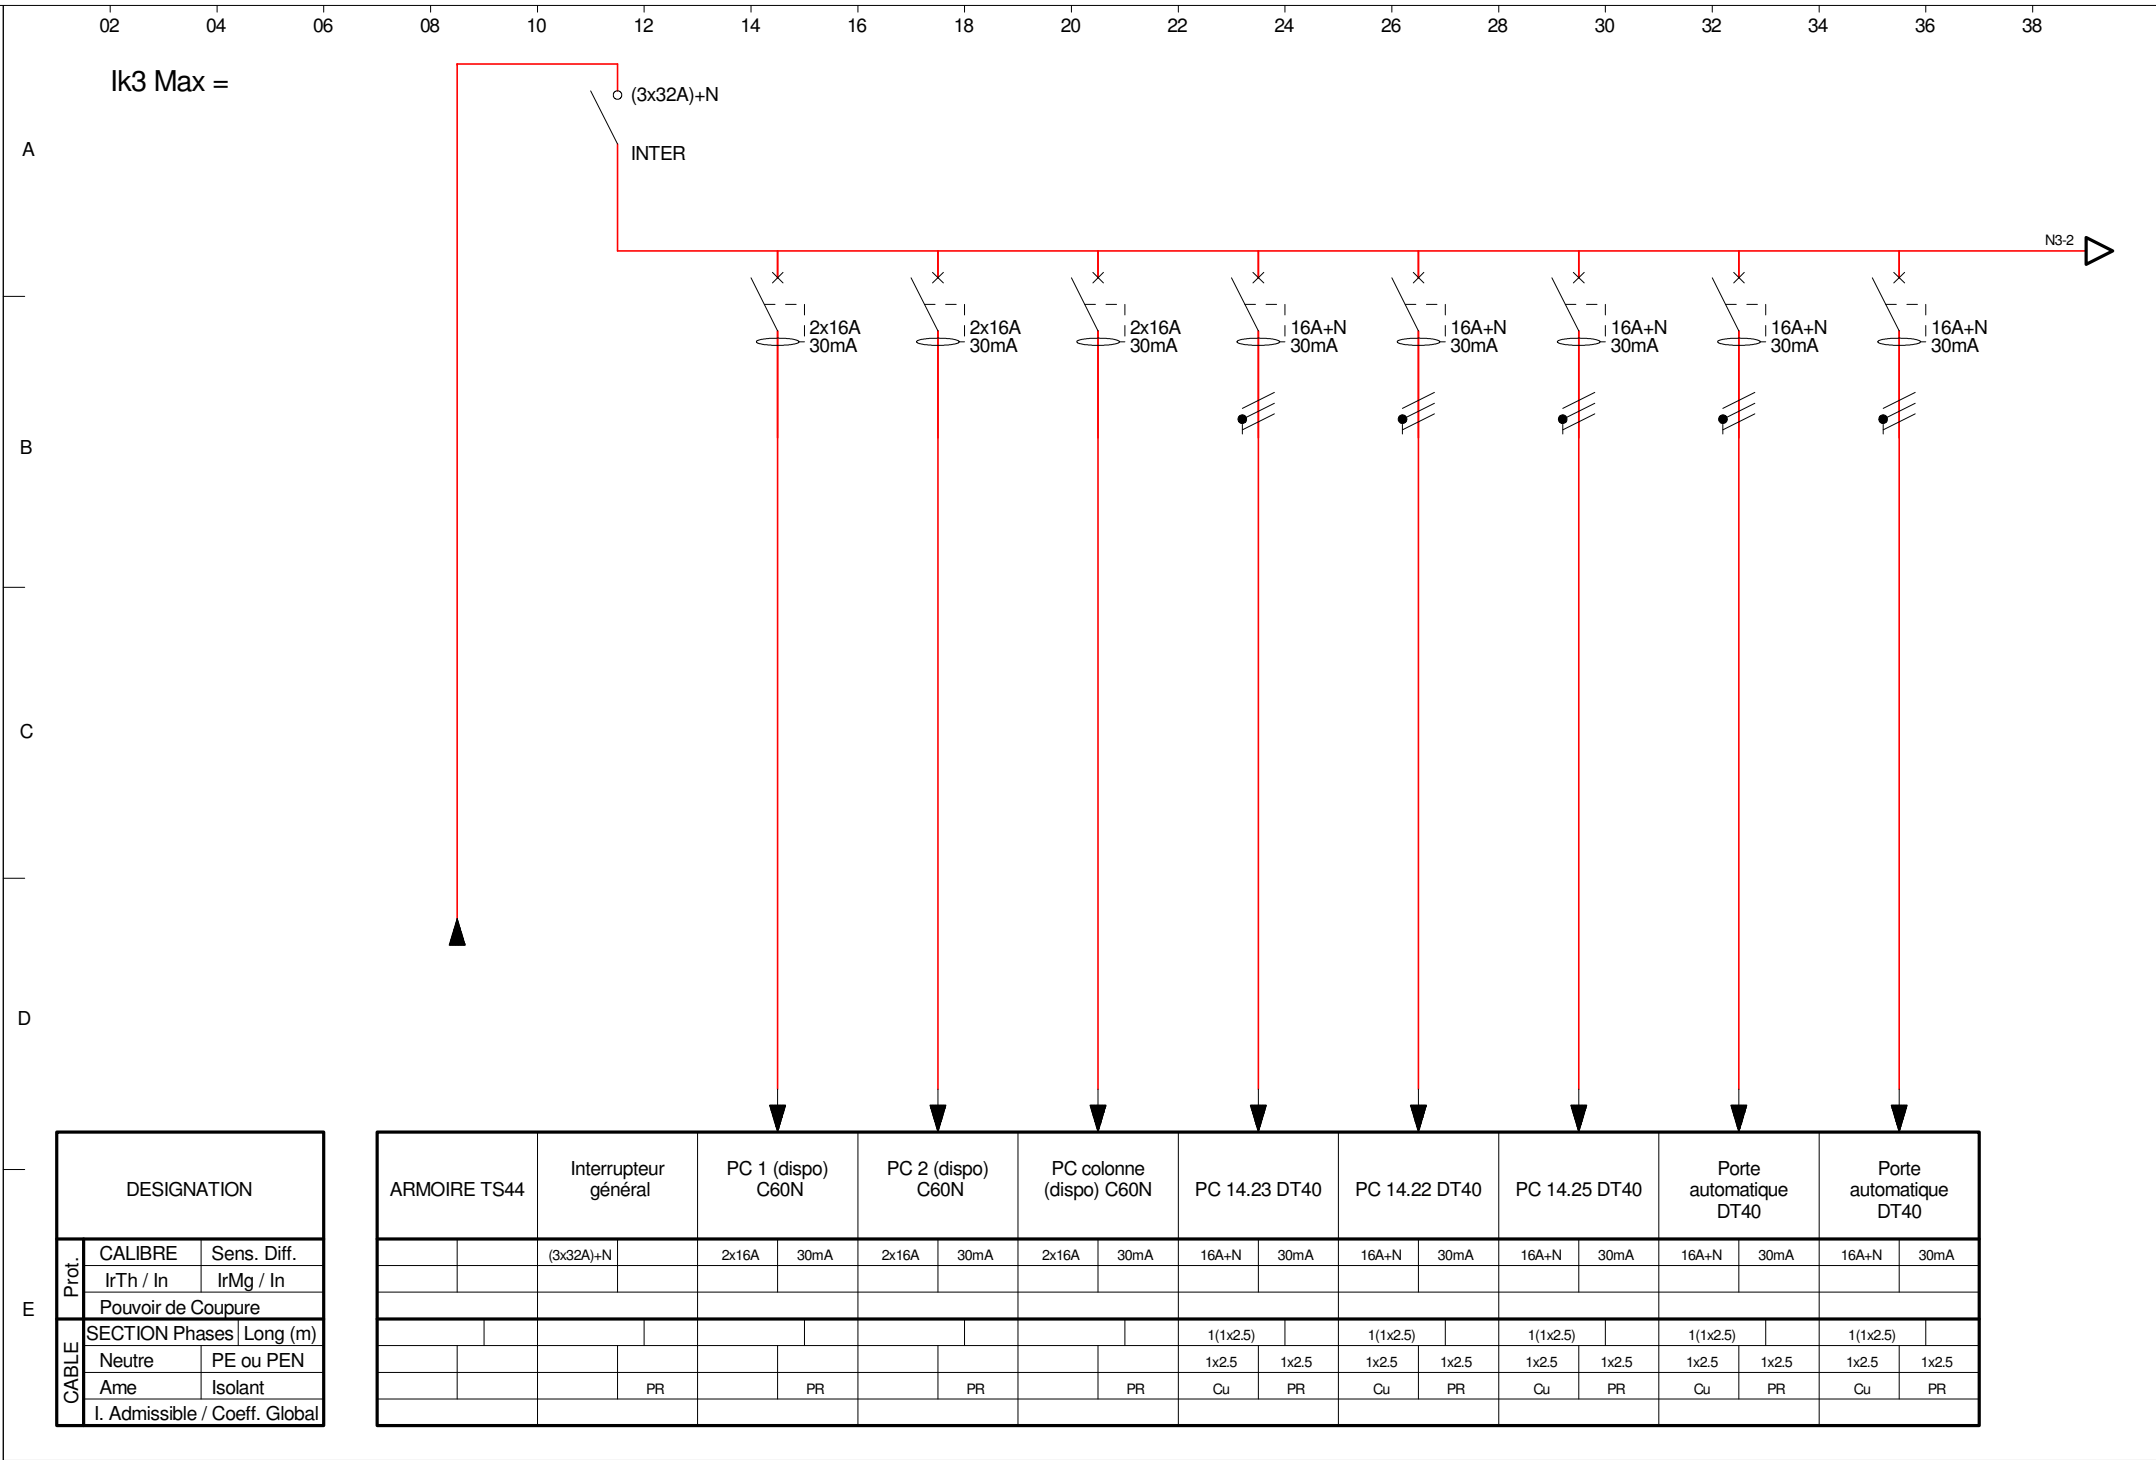 02 04 06 08 10 12 14 16 18 20 22 24 26 28 30 32 34 36 38
Ik3 Max =
(3x32A)+N
A
INTER
N3-2
2x16A 2x16A 2x16A 16A+N 16A+N 16A+N 16A+N 16A+N
30mA 30mA 30mA 30mA 30mA 30mA 30mA 30mA
B
C
D
E
DESIGNATION
ARMOIRE TS44
Interrupteur
général
PC 1 (dispo)
C60N
PC 2 (dispo)
C60N
PC colonne
(dispo) C60N
PC 14.23 DT40
PC 14.22 DT40
PC 14.25 DT40
Porte
automatique
DT40
Porte
automatique
DT40
Prot.
CALIBRE Sens. Diff. (3x32A)+N 2x16A 30mA 2x16A 30mA 2x16A 30mA 16A+N 30mA 16A+N 30mA 16A+N 30mA 16A+N 30mA 16A+N 30mA
IrTh / In IrMg / In
Pouvoir de Coupure
CABLE
SECTION Phases Long (m) 1(1x2.5) 1(1x2.5) 1(1x2.5) 1(1x2.5) 1(1x2.5)
Neutre PE ou PEN 1x2.5 1x2.5 1x2.5 1x2.5 1x2.5 1x2.5 1x2.5 1x2.5 1x2.5 1x2.5
Ame Isolant PR PR PR PR Cu PR Cu PR Cu PR Cu PR Cu PR
I. Admissible / Coeff. Global